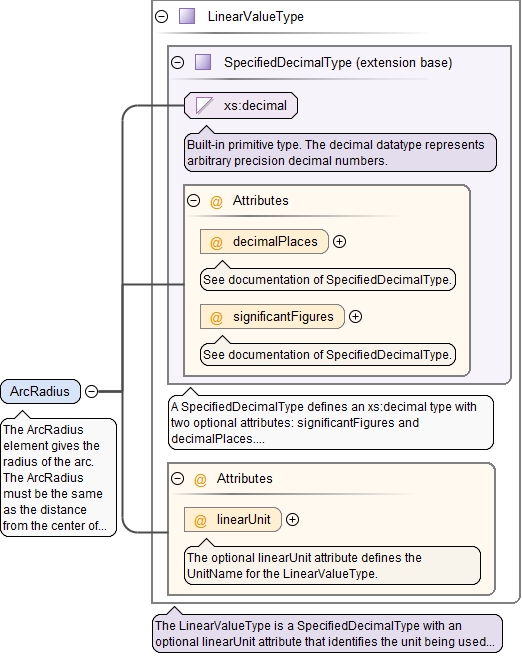 LinearValueType
SpecifiedDecimalType (extension base)
xs:decimal
Built-in primitive type. The decimal datatype represents
arbitrary precision decimal numbers.
@ Attributes
@ decimalPlaces
See documentation of SpecifiedDecimalType.
@ significantFigures
See documentation of SpecifiedDecimalType.
ArcRadius
The ArcRadius
element gives the
radius of the arc.
The ArcRadius
must be the same
as the distance
from the center of...
A SpecifiedDecimalType defines an xs:decimal type with
two optional attributes: significantFigures and
decimalPlaces....
@ Attributes
@ linearUnit
The optional linearUnit attribute defines the
UnitName for the LinearValueType.
The LinearValueType is a SpecifiedDecimalType with an
optional linearUnit attribute that identifies the unit being used...